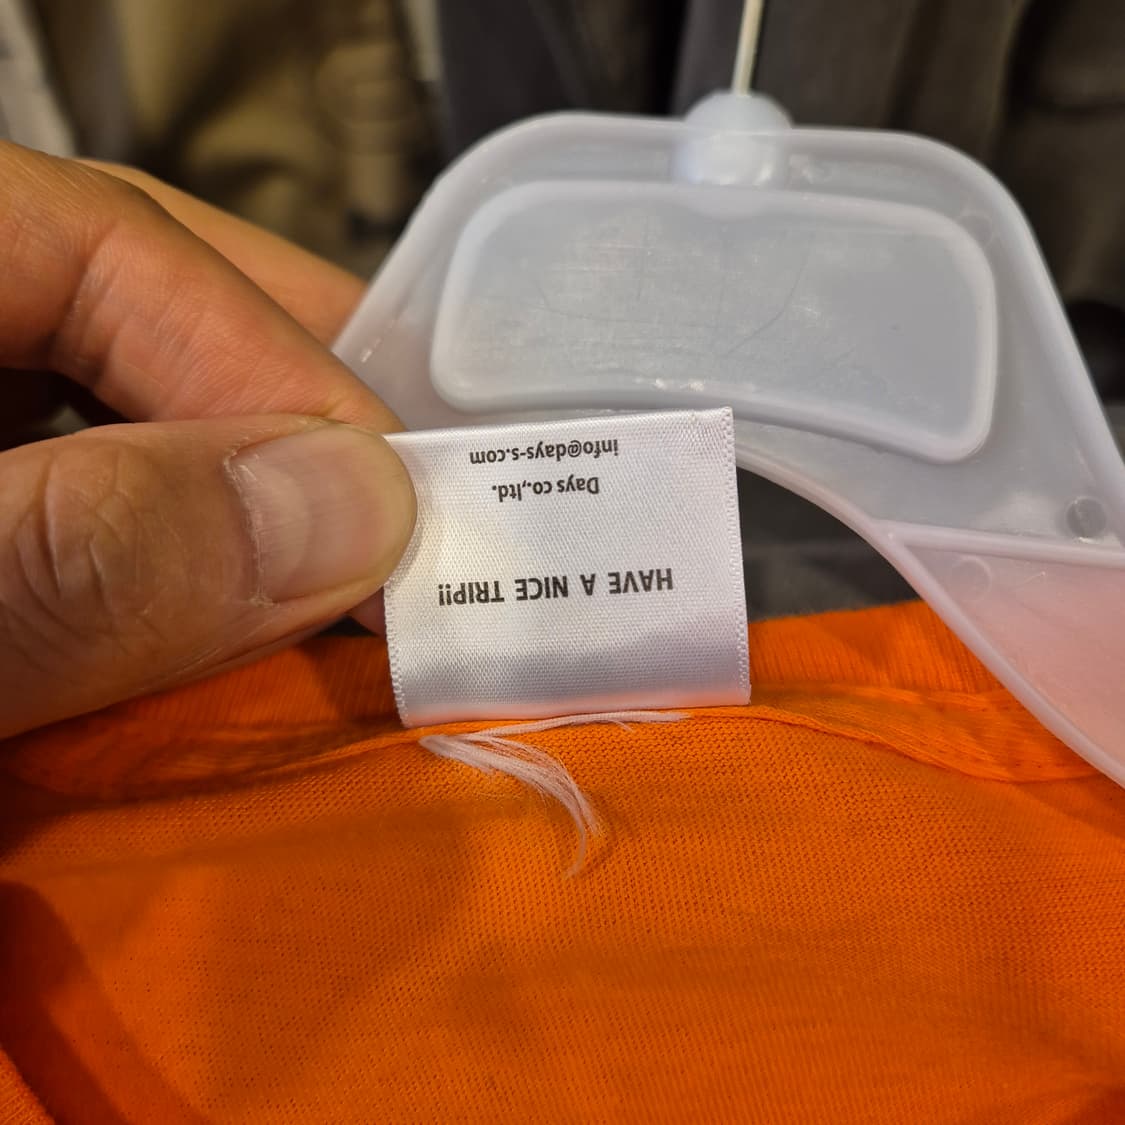 HAVE A NICE TRIP!!
Days co.,ltd.
info@days-s.com